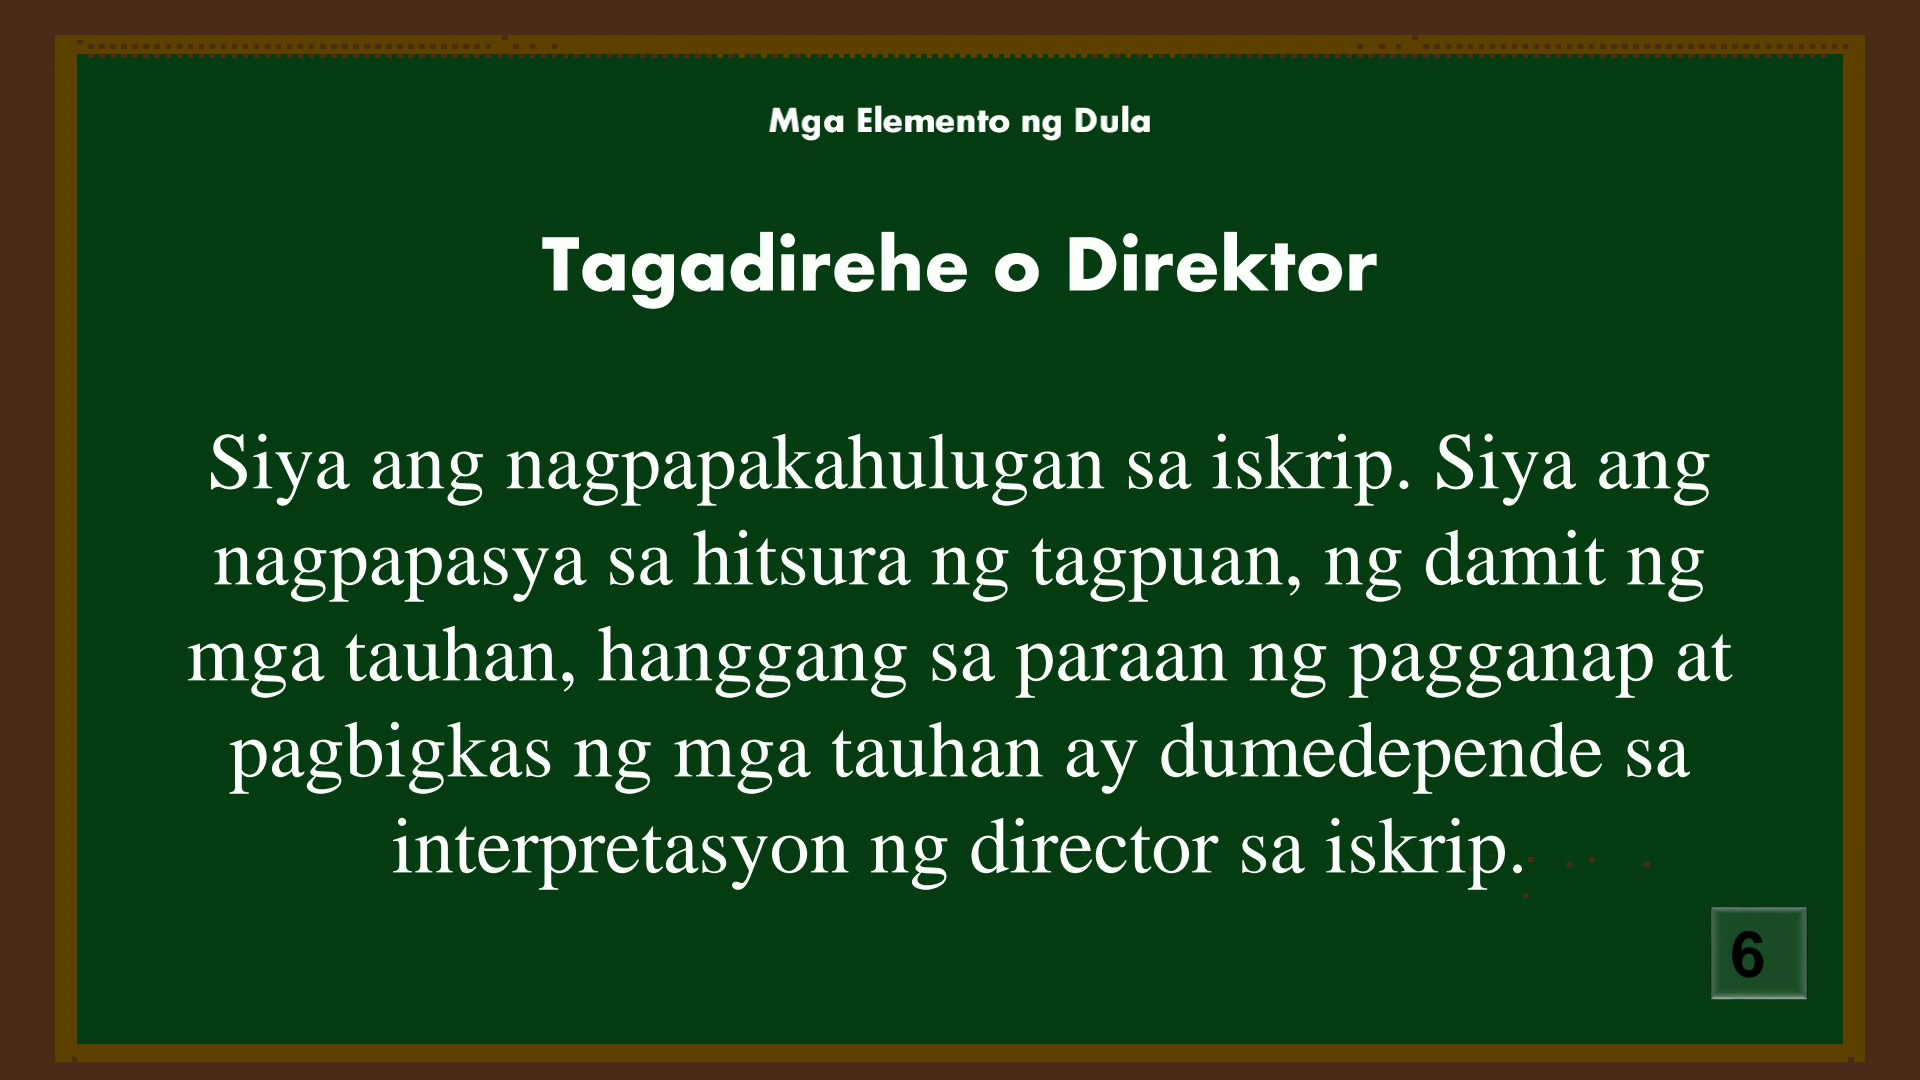 Mga Elemento ng Dula
Tagadirehe o Direktor
Siya ang nagpapakahulugan sa iskrip. Siya ang
nagpapasya sa hitsura ng tagpuan, ng damit ng
mga tauhan, hanggang sa paraan ng pagganap at
pagbigkas ng mga tauhan ay dumedepende sa
interpretasyon ng director sa iskrip.
6